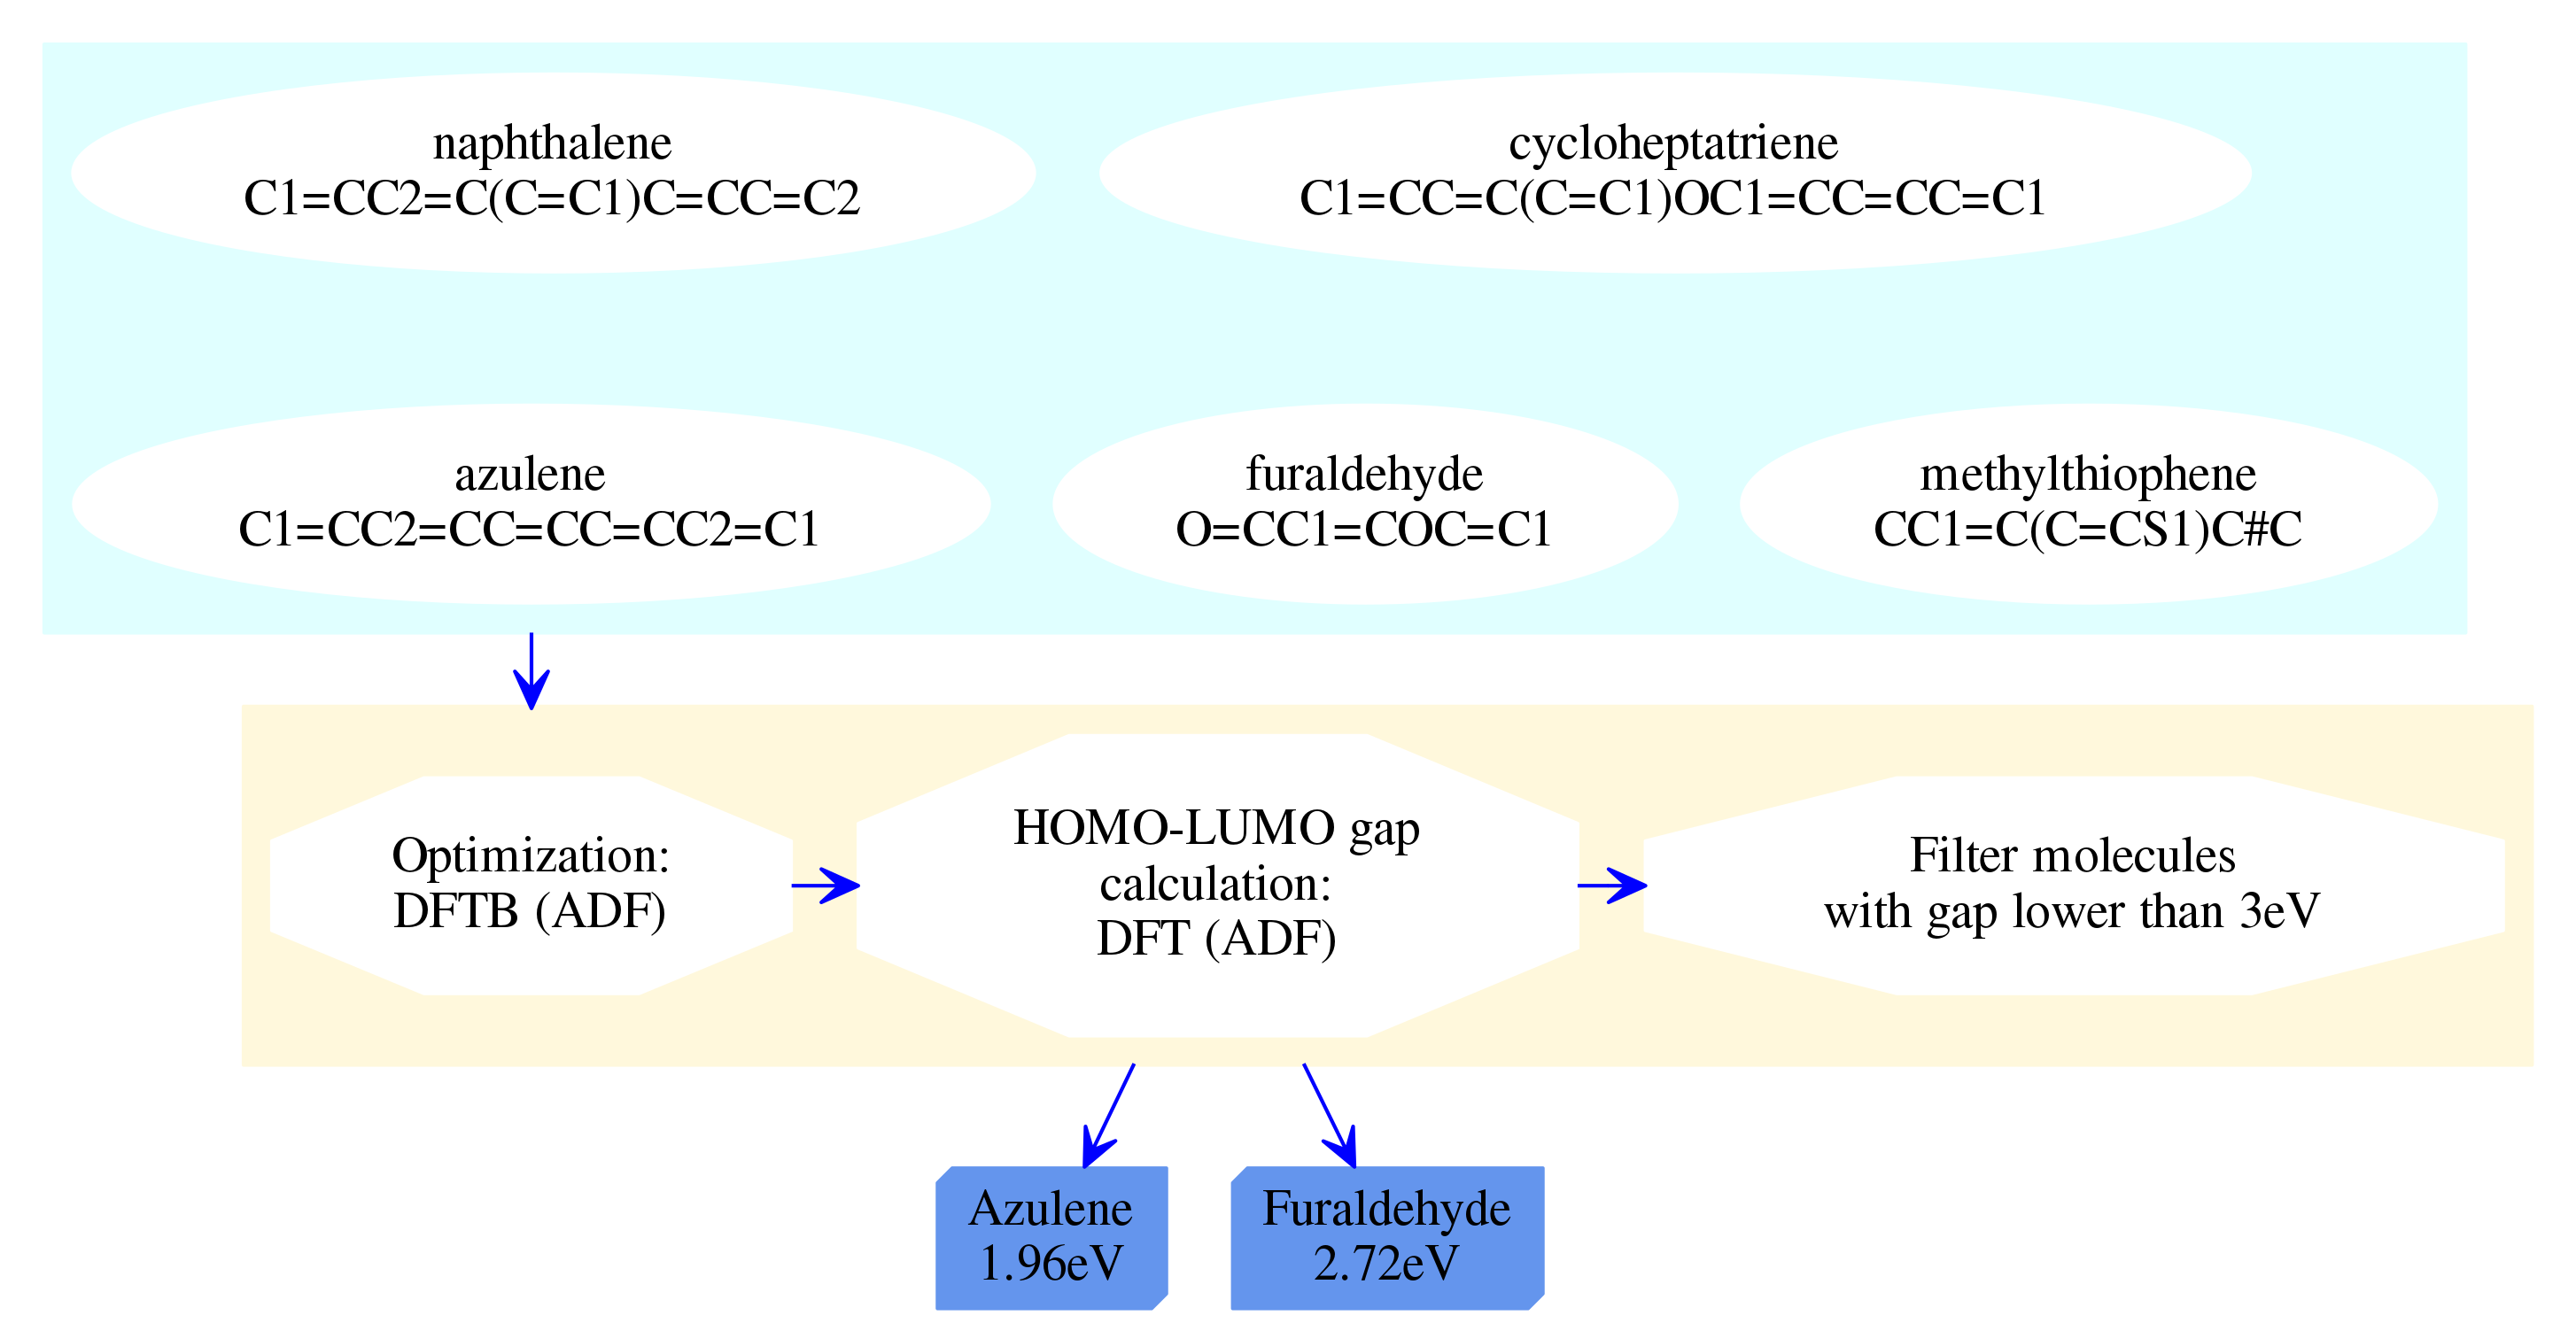 naphthalene
C1=CC2=C(C=C1)C=CC=C2
cycloheptatriene
C1=CC=C(C=C1)OC1=CC=CC=C1
azulene
C1=CC2=CC=CC=CC2=C1
furaldehyde
O=CC1=COC=C1
methylthiophene
CC1=C(C=CS1)C#C
Optimization:
DFTB (ADF)
HOMO-LUMO gap
calculation:
DFT (ADF)
Filter molecules
with gap lower than 3eV
Azulene
1.96eV
Furaldehyde
2.72eV